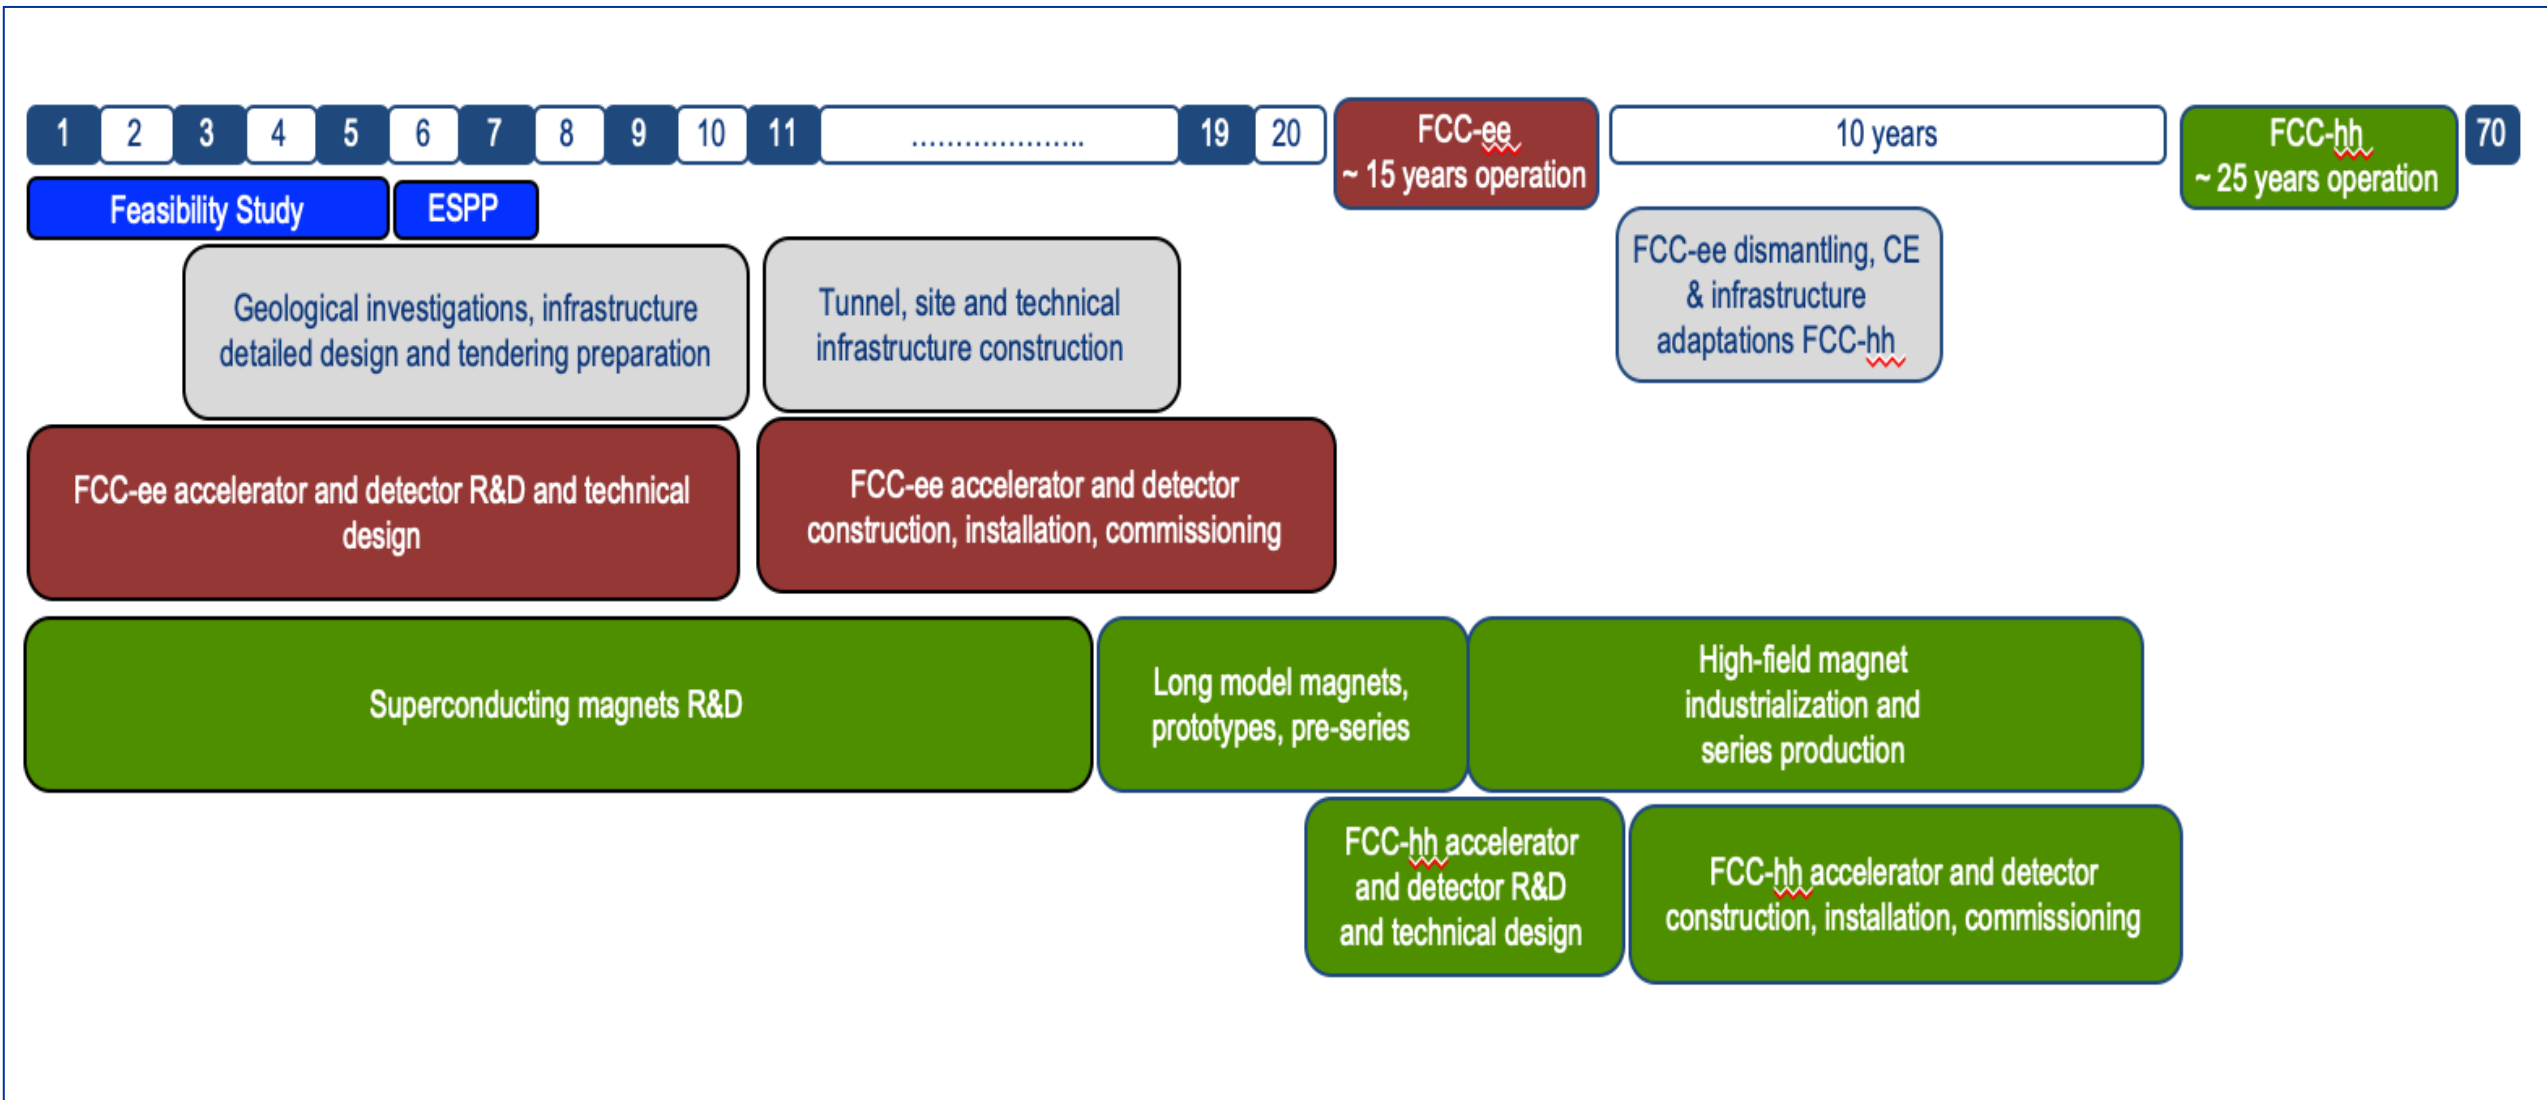 1 2 3 4 5 6 7 8 9 10 11 ..................... 19 20
FCC-ee
~ 15 years operation
10 years
FCC-hh
~ 25 years operation
70
Feasibility Study
ESPP
Geological investigations, infrastructure
detailed design and tendering preparation
Tunnel, site and technical
infrastructure construction
FCC-ee dismantling, CE
& infrastructure
adaptations FCC-hh
FCC-ee accelerator and detector R&D and technical
design
FCC-ee accelerator and detector
construction, installation, commissioning
Superconducting magnets R&D
Long model magnets,
prototypes, pre-series
High-field magnet
industrialization and
series production
FCC-hh accelerator
and detector R&D
and technical design
FCC-hh accelerator and detector
construction, installation, commissioning